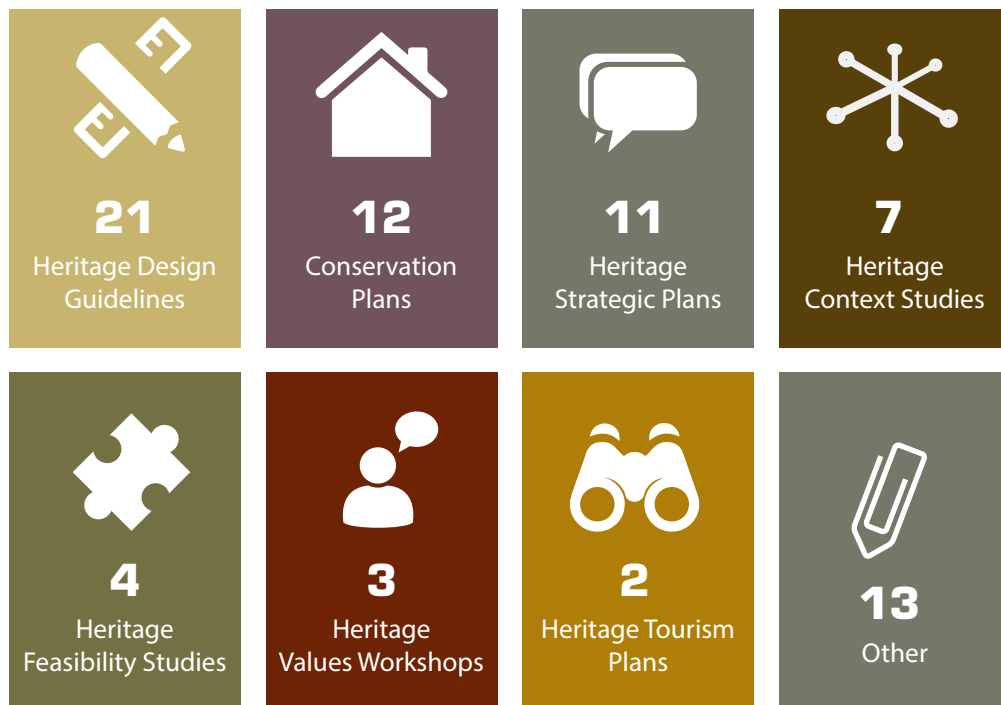 21
Heritage Design
Guidelines
12
Conservation
Plans
11
Heritage
Strategic Plans
7
Heritage
Context Studies
4
Heritage
Feasibility Studies
3
Heritage
Values Workshops
2
Heritage Tourism
Plans
13
Other